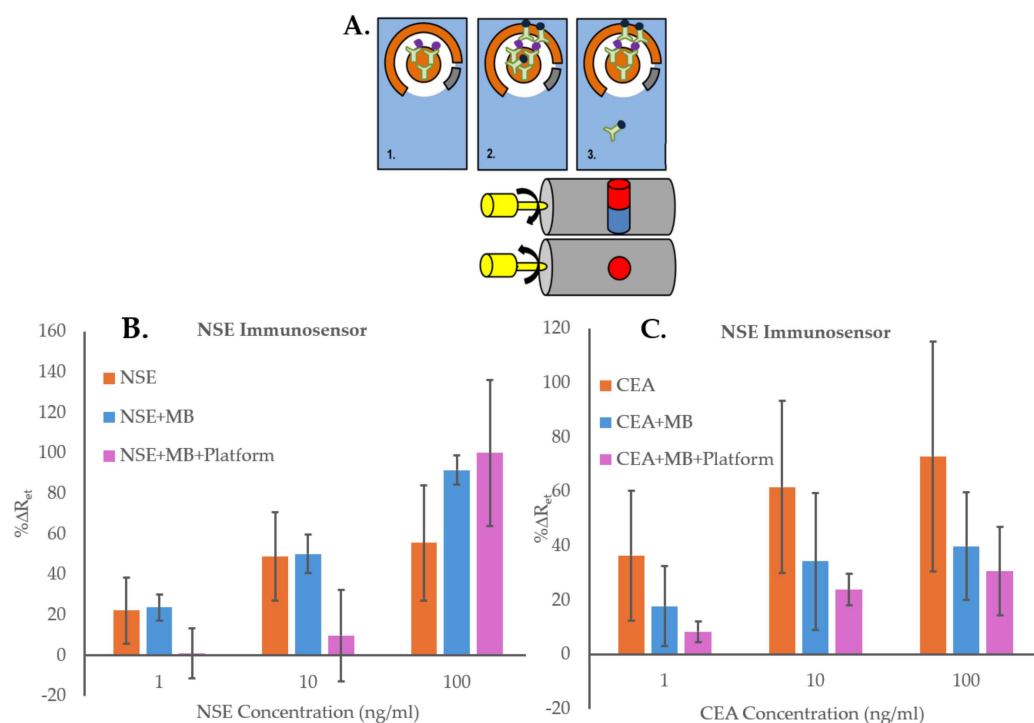 A.
1.
2.
3.
B.
NSE Immunosensor
160
140
120
100
80
60
40
20
0
-20
%ΔRet
NSE
NSE+MB
NSE+MB+Platform
1
10
100
NSE Concentration (ng/ml)
C.
NSE Immunosensor
120
100
80
60
40
20
0
-20
%ΔRet
CEA
CEA+MB
CEA+MB+Platform
1
10
100
CEA Concentration (ng/ml)